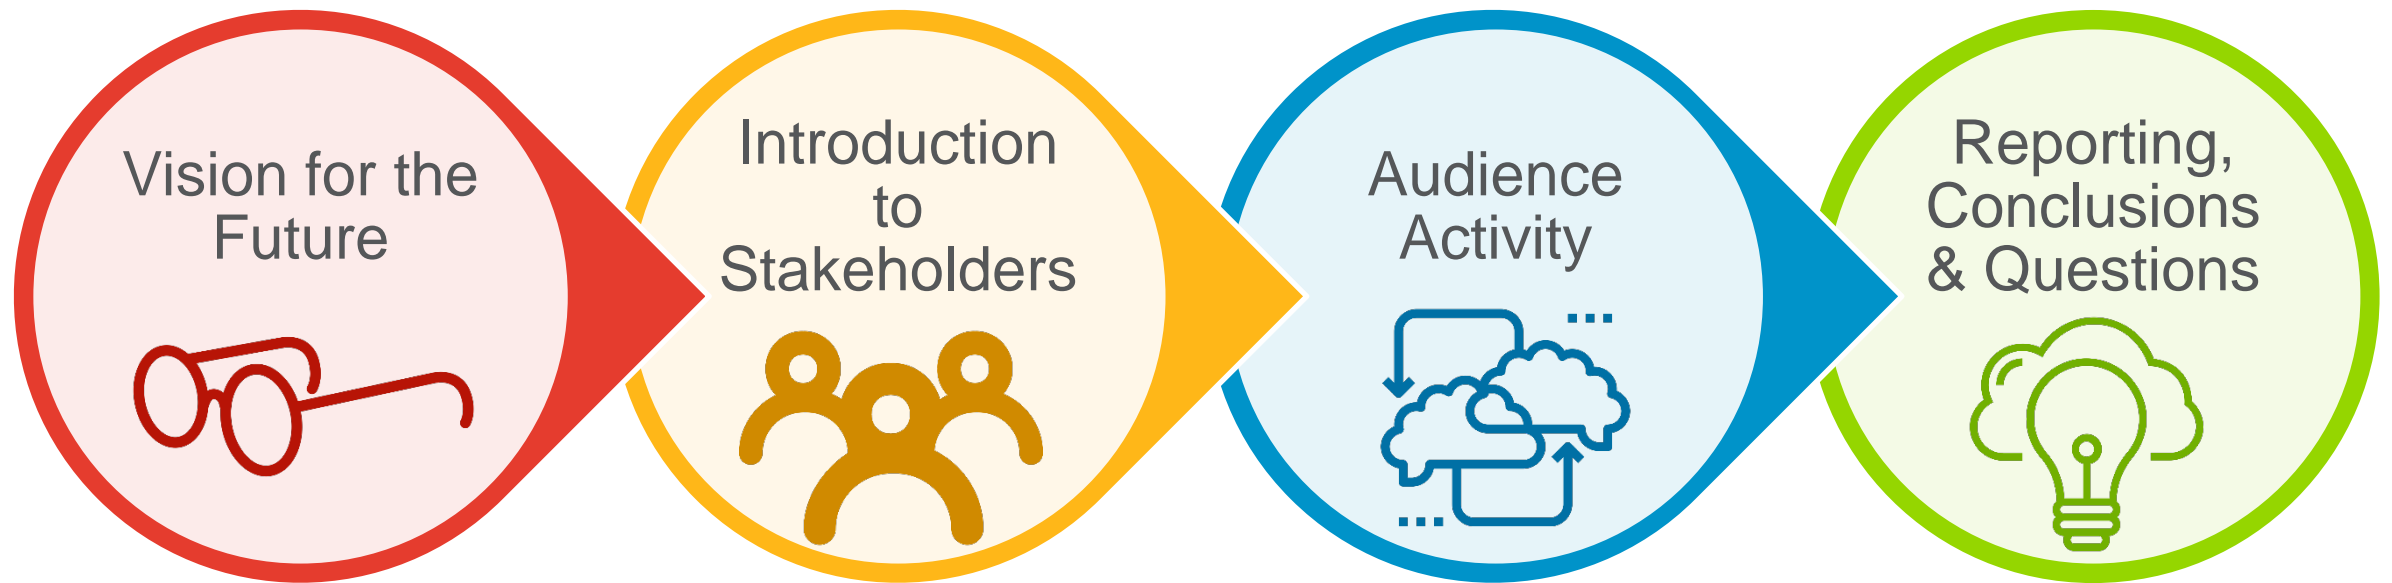 Vision for the
Future
Introduction
to
Stakeholders
Audience
Activity
Reporting,
Conclusions
& Questions